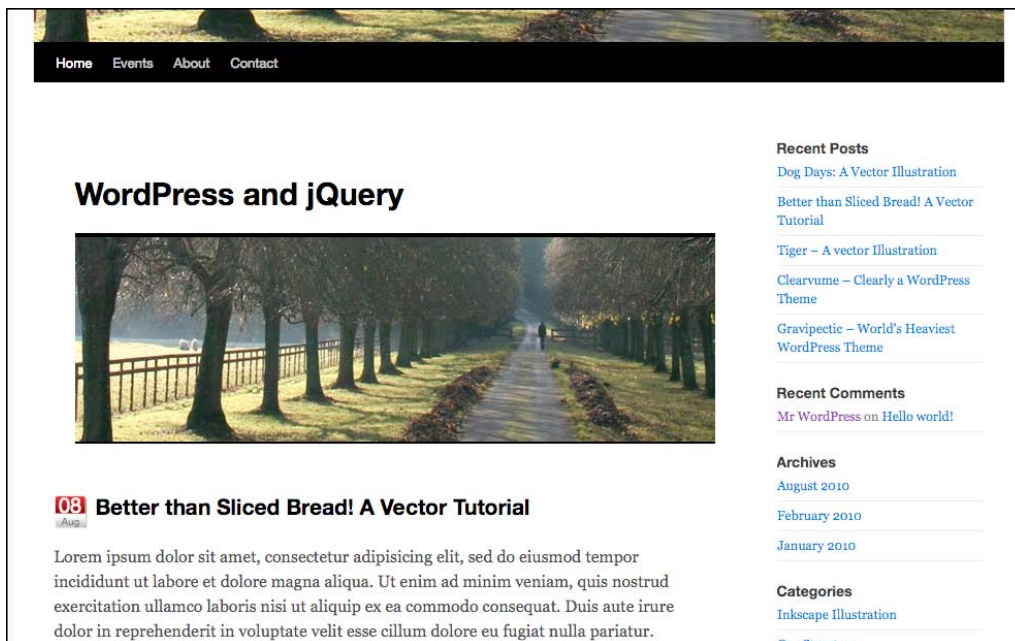 Home Events About Contact
WordPress and jQuery
08
Aug
Better than Sliced Bread! A Vector Tutorial
Lorem ipsum dolor sit amet, consectetur adipisicing elit, sed do eiusmod tempor
incididunt ut labore et dolore magna aliqua. Ut enim ad minim veniam, quis nostrud
exercitation ullamco laboris nisi ut aliquip ex ea commodo consequat. Duis aute irure
dolor in reprehenderit in voluptate velit esse cillum dolore eu fugiat nulla pariatur.
Recent Posts
Dog Days: A Vector Illustration
Better than Sliced Bread! A Vector
Tutorial
Tiger – A vector Illustration
Clearvume – Clearly a WordPress
Theme
Gravipectic – World's Heaviest
WordPress Theme
Recent Comments
Mr WordPress on Hello world!
Archives
August 2010
February 2010
January 2010
Categories
Inkscape Illustration